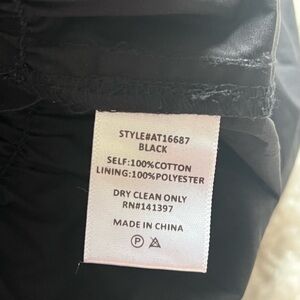 STYLE#AT16687
BLACK
SELF:100%COTTON
LINING:100%POLYESTER
DRY CLEAN ONLY
RN#141397
MADE IN CHINA
P